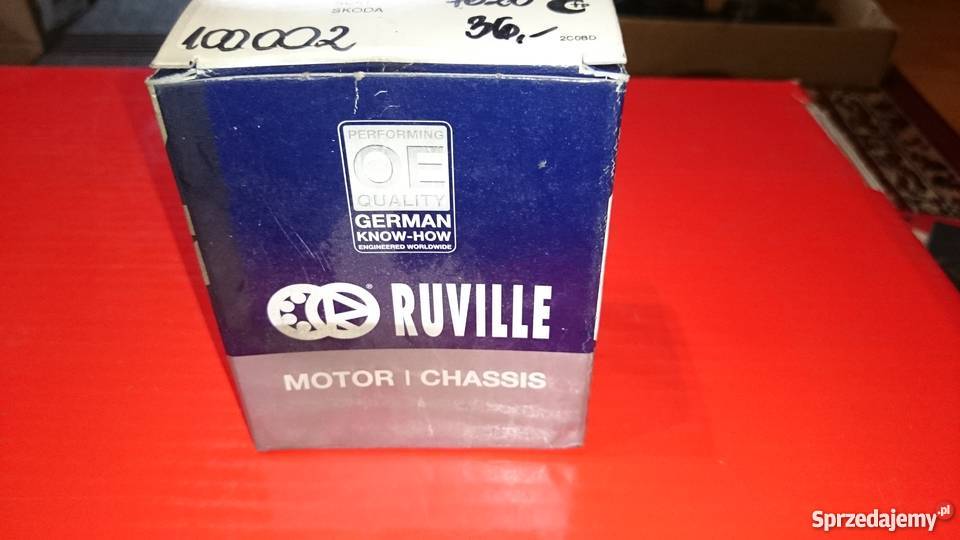 SKODA
100002
36,-
2C0BD
PERFORMING
OE
QUALITY
GERMAN
KNOW-HOW
ENGINEERED WORLDWIDE
® RUVILLE
MOTOR | CHASSIS
Sprzedajemy.pl